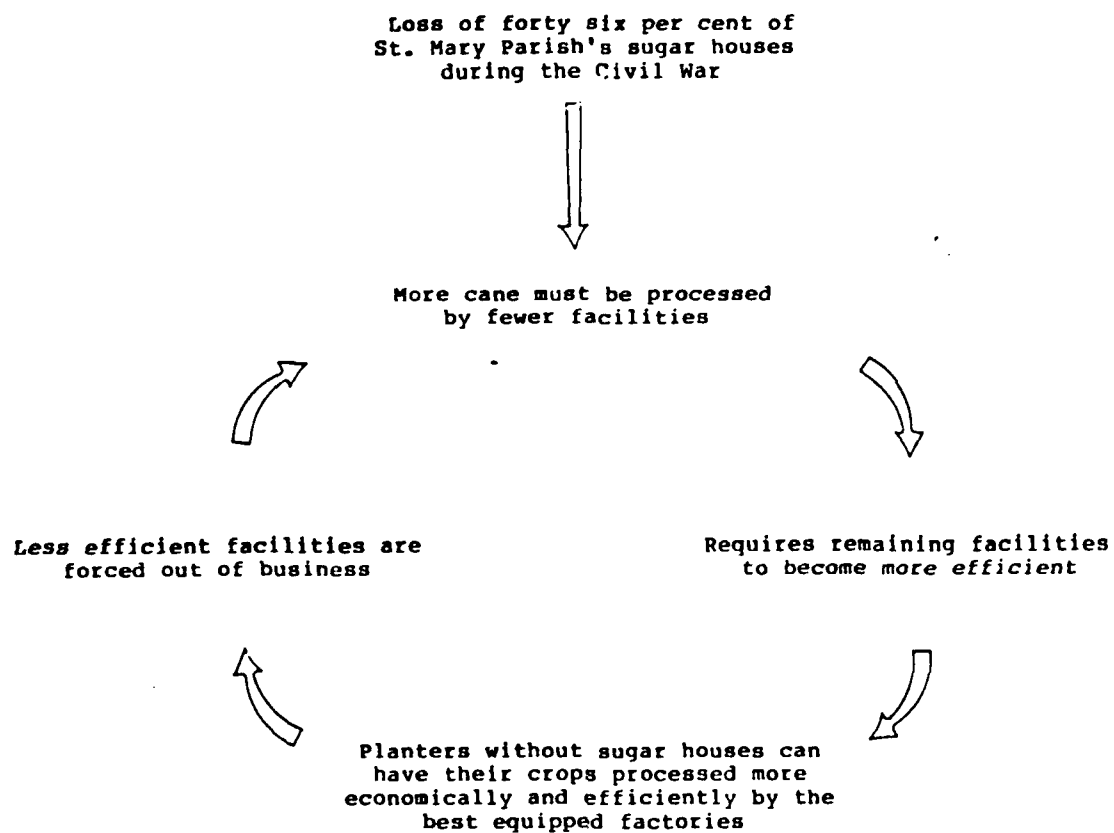 Loss of forty six per cent of
St. Mary Parish's sugar houses
during the Civil War
More cane must be processed
by fewer facilities
Less efficient facilities are
forced out of business
Requires remaining facilities
to become more efficient
Planters without sugar houses can
have their crops processed more
economically and efficiently by the
best equipped factories